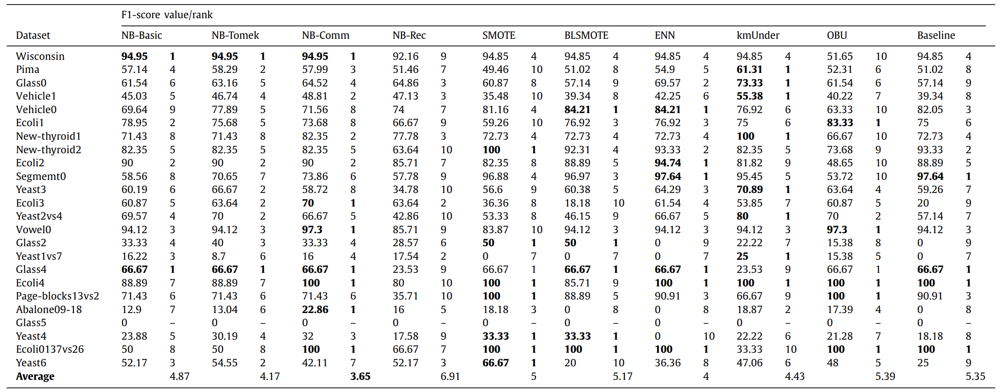 F1-score value/rank
Dataset NB-Basic NB-Tomek NB-Comm NB-Rec SMOTE BLSMOTE ENN kmUnder OBU Baseline
Wisconsin 94.95 1 94.95 1 94.95 1 92.16 9 94.85 4 94.85 4 94.85 4 94.85 4 51.65 10 94.85 4
Pima 57.14 4 58.29 2 57.99 3 51.46 7 49.46 10 51.02 8 54.9 5 61.31 1 52.31 6 51.02 8
Glass0 61.54 6 63.16 5 64.52 4 64.86 3 60.87 8 57.14 9 69.57 2 73.33 1 61.54 6 57.14 9
Vehicle1 45.03 5 46.74 4 48.81 2 47.13 3 35.48 10 39.34 8 42.25 6 55.38 1 40.22 7 39.34 8
Vehicle0 69.64 9 77.89 5 71.56 8 74 7 81.16 4 84.21 1 84.21 1 76.92 6 63.33 10 82.05 3
Ecoli1 78.95 2 75.68 5 73.68 8 66.67 9 59.26 10 76.92 3 76.92 3 75 6 83.33 1 75 6
New-thyroid1 71.43 8 71.43 8 82.35 2 77.78 3 72.73 4 72.73 4 72.73 4 100 1 66.67 10 72.73 4
New-thyroid2 82.35 5 82.35 5 82.35 5 63.64 10 100 1 92.31 4 93.33 2 82.35 5 73.68 9 93.33 2
Ecoli2 90 2 90 2 90 2 85.71 7 82.35 8 88.89 5 94.74 1 81.82 9 48.65 10 88.89 5
Segmemt0 58.56 8 70.65 7 73.86 6 57.78 9 96.88 4 96.97 3 97.64 1 95.45 5 53.72 10 97.64 1
Yeast3 60.19 6 66.67 2 58.72 8 34.78 10 56.6 9 60.38 5 64.29 3 70.89 1 63.64 4 59.26 7
Ecoli3 60.87 5 63.64 2 70 1 63.64 2 36.36 8 18.18 10 61.54 4 53.85 7 60.87 5 20 9
Yeast2vs4 69.57 4 70 2 66.67 5 42.86 10 53.33 8 46.15 9 66.67 5 80 1 70 2 57.14 7
Vowel0 94.12 3 94.12 3 97.3 1 85.71 9 83.87 10 94.12 3 94.12 3 94.12 3 97.3 1 94.12 3
Glass2 33.33 4 40 3 33.33 4 28.57 6 50 1 50 1 0 9 22.22 7 15.38 8 0 9
Yeast1vs7 16.22 3 8.7 6 16 4 17.54 2 0 7 0 7 0 7 25 1 15.38 5 0 7
Glass4 66.67 1 66.67 1 66.67 1 23.53 9 66.67 1 66.67 1 66.67 1 23.53 9 66.67 1 66.67 1
Ecoli4 88.89 7 88.89 7 100 1 80 10 100 1 85.71 9 100 1 100 1 100 1 100 1
Page-blocks13vs2 71.43 6 71.43 6 71.43 6 35.71 10 100 1 88.89 5 90.91 3 66.67 9 100 1 90.91 3
Abalone09-18 12.9 7 13.04 6 22.86 1 16 5 18.18 3 0 8 0 8 18.87 2 17.39 4 0 8
Glass5 0 – 0 – 0 – 0 – 0 – 0 – 0 – 0 – 0 – 0 –
Yeast4 23.88 5 30.19 4 32 3 17.58 9 33.33 1 33.33 1 0 10 22.22 6 21.28 7 18.18 8
Ecoli0137vs26 50 8 50 8 100 1 66.67 7 100 1 100 1 100 1 33.33 10 100 1 100 1
Yeast6 52.17 3 54.55 2 42.11 7 52.17 3 66.67 1 20 10 36.36 8 47.06 6 48 5 25 9
Average 4.87 4.17 3.65 6.91 5 5.17 4 4.43 5.39 5.35